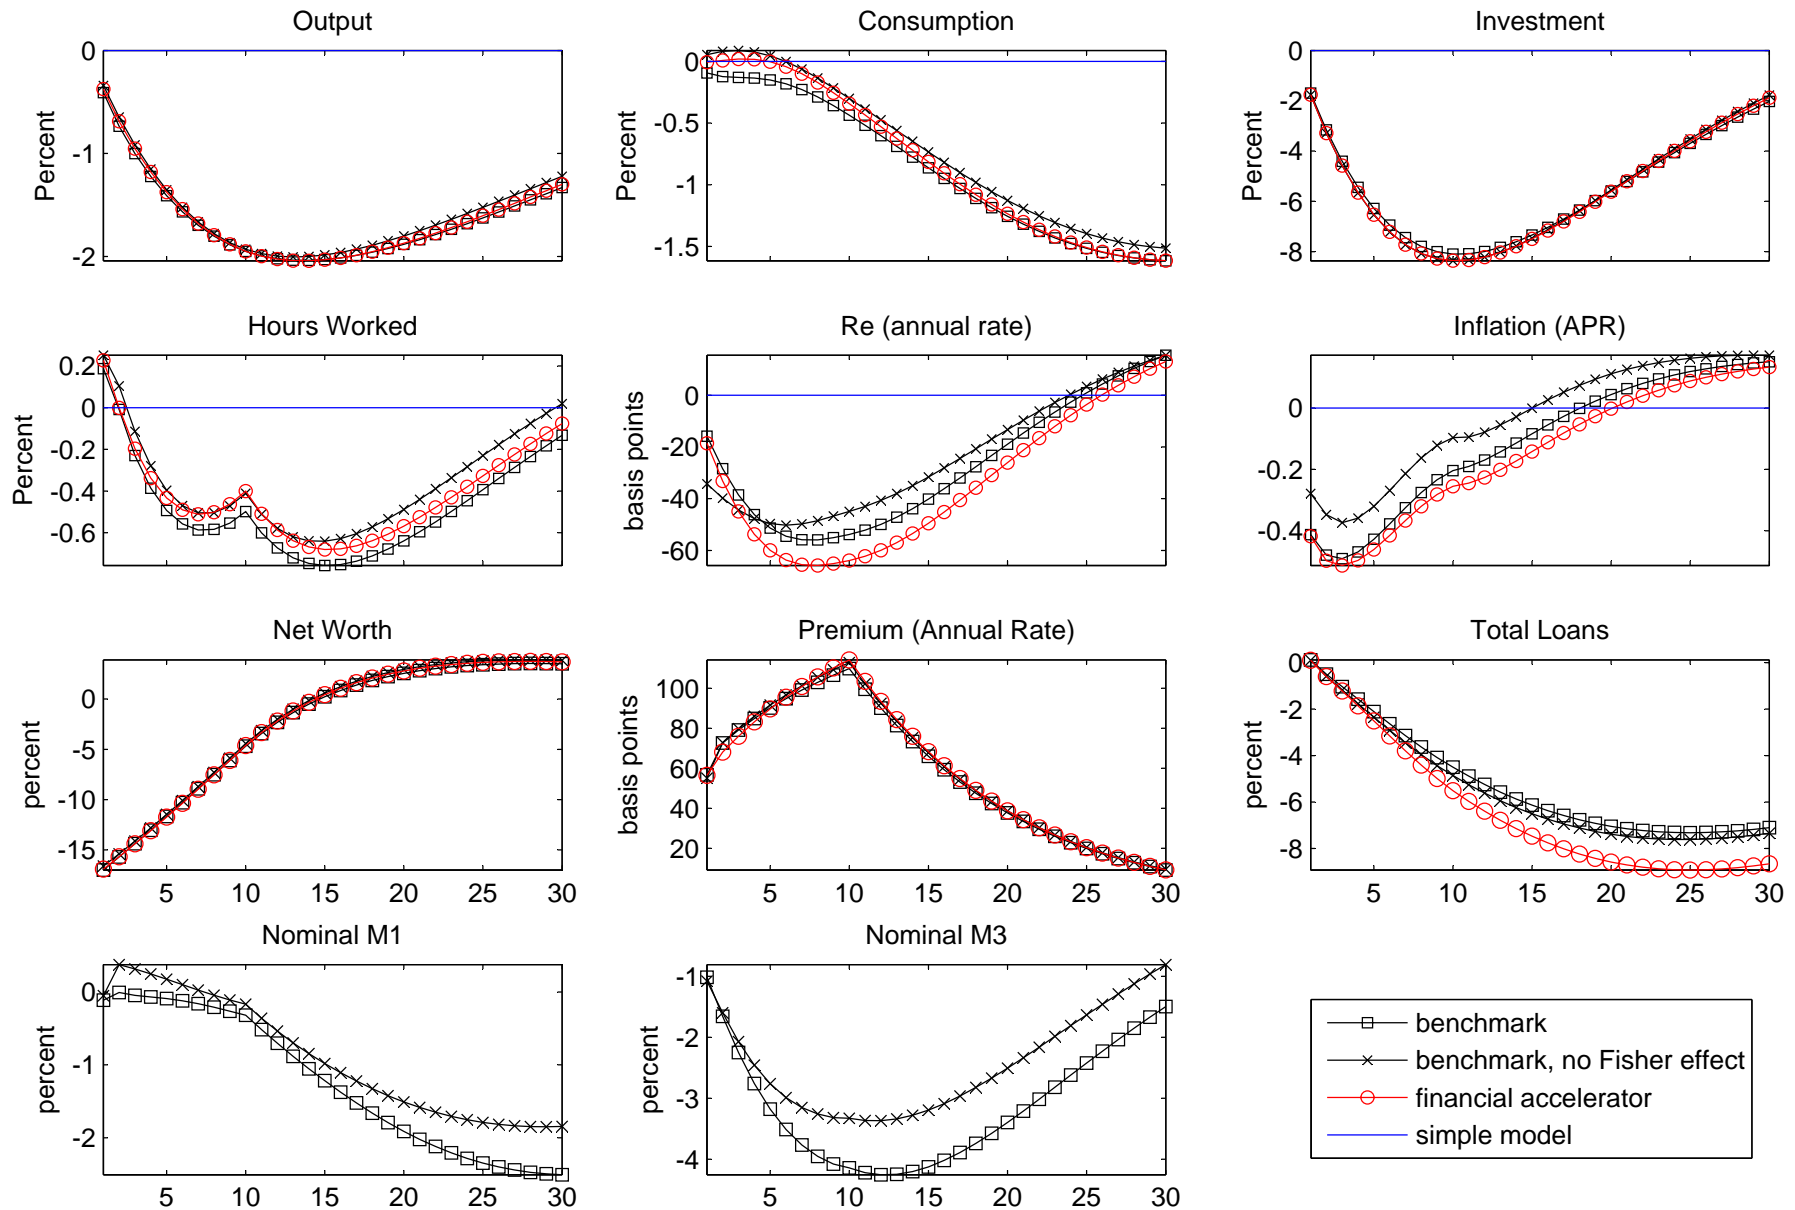 Output
Consumption
Investment
Percent
0
-1
-2
Percent
0
-0.5
-1
-1.5
Percent
0
-2
-4
-6
-8
Hours Worked
Re (annual rate)
Inflation (APR)
Percent
0.2
0
-0.2
-0.4
-0.6
basis points
0
-20
-40
-60
0
-0.2
-0.4
Net Worth
Premium (Annual Rate)
Total Loans
percent
0
-5
-10
-15
5 10 15 20 25 30
basis points
100
80
60
40
20
5 10 15 20 25 30
percent
0
-2
-4
-6
-8
5 10 15 20 25 30
Nominal M1
Nominal M3
percent
0
-1
-2
5 10 15 20 25 30
percent
-1
-2
-3
-4
5 10 15 20 25 30
benchmark
benchmark, no Fisher effect
financial accelerator
simple model